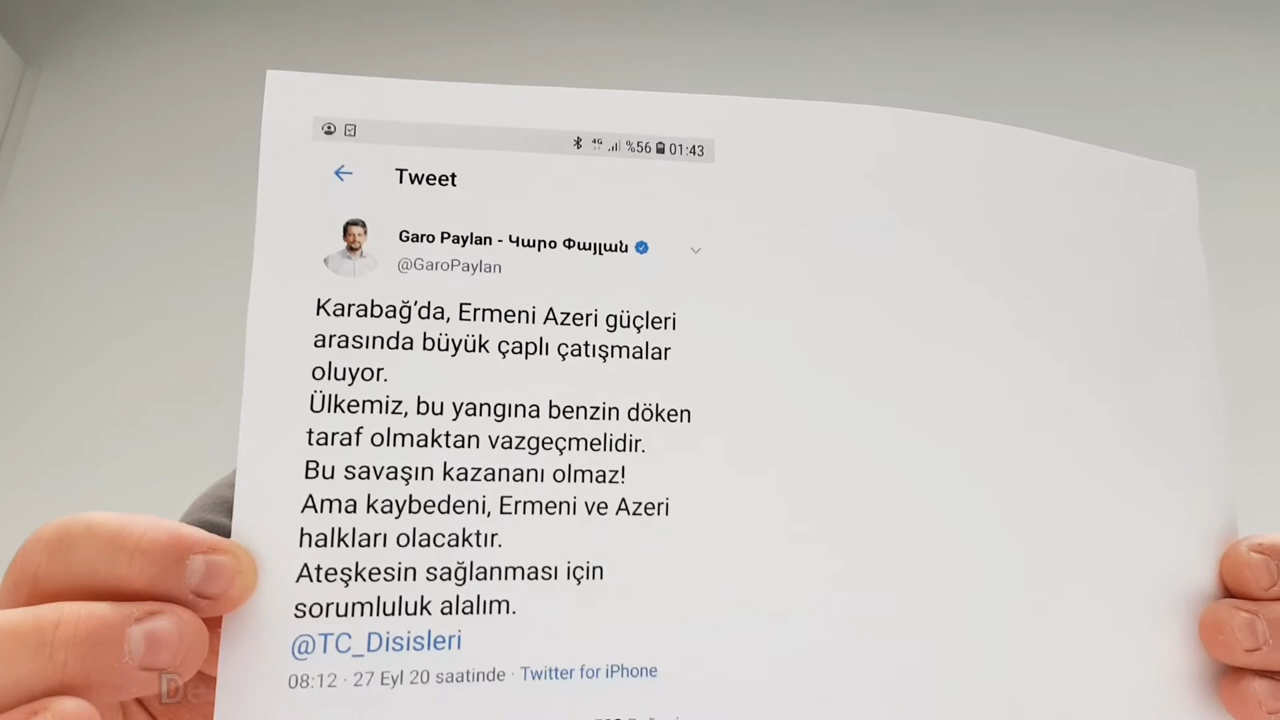 4G %56 01:43
Tweet
Garo Paylan - Կարո Փայլան
@GaroPaylan
Karabağ’da, Ermeni Azeri güçleri
arasında büyük çaplı çatışmalar
oluyor.
Ülkemiz, bu yangına benzin döken
taraf olmaktan vazgeçmelidir.
Bu savaşın kazananı olmaz!
Ama kaybedeni, Ermeni ve Azeri
halkları olacaktır.
Ateşkesin sağlanması için
sorumluluk alalım.
@TC_Disisleri
08:12 · 27 Eyl 20 saatinde · Twitter for iPhone